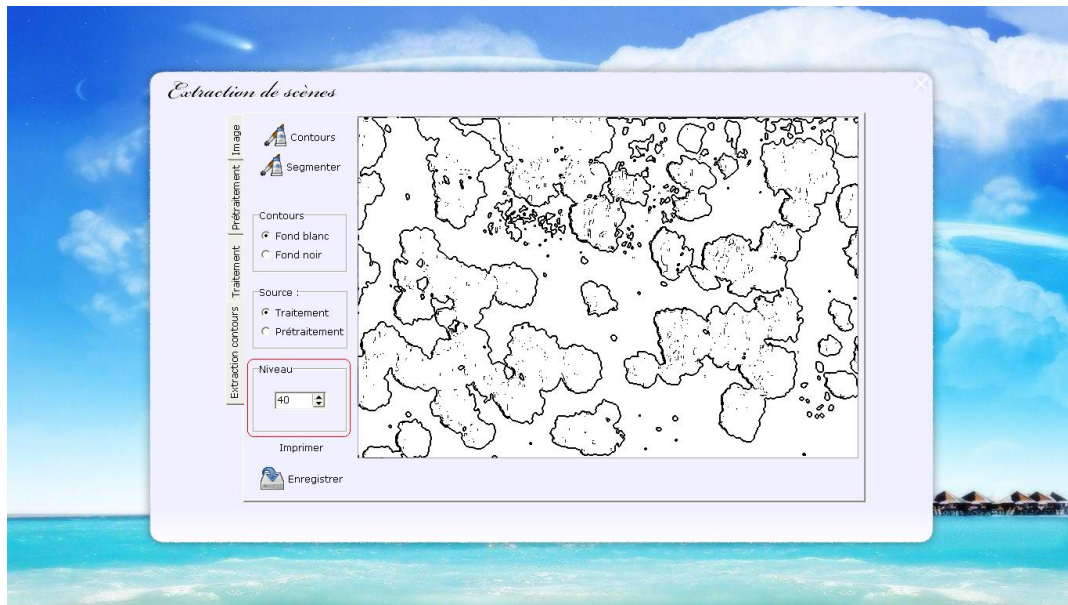 Extraction de scènes
Image
Prétraitement
Traitement
Extraction contours
Contours
Segmenter
Contours
Fond blanc
Fond noir
Source :
Traitement
Prétraitement
Niveau
40
Imprimer
Enregistrer